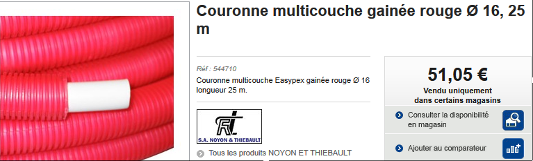 Couronne multicouche gainée rouge Ø 16, 25
m
Réf : 544710
Couronne multicouche Easypex gainée rouge Ø 16
longueur 25 m.
51,05 €
Vendu uniquement
dans certains magasins
Consulter la disponibilité
en magasin
S.A. NOYON & THIEBAULT
Ajouter au comparateur
Tous les produits NOYON ET THIEBAULT